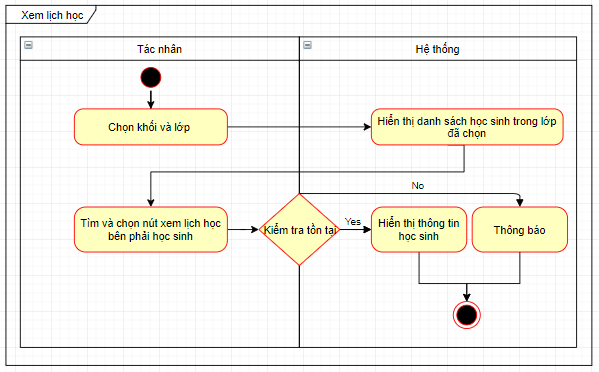 Xem lịch học
Tác nhân
Hệ thống
Chọn khối và lớp
Hiển thị danh sách học sinh trong lớp
đã chọn
No
Tìm và chọn nút xem lịch học
bên phải học sinh
Kiểm tra tồn tại
Yes
Hiển thị thông tin
học sinh
Thông báo